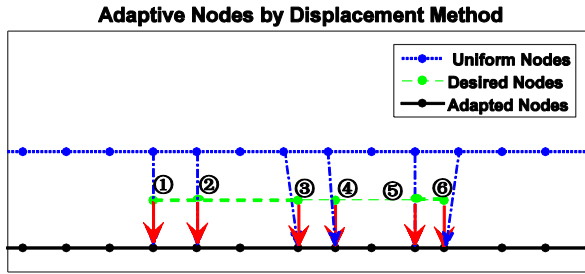 Adaptive Nodes by Displacement Method
Uniform Nodes
Desired Nodes
Adapted Nodes
① ② ③ ④ ⑤ ⑥